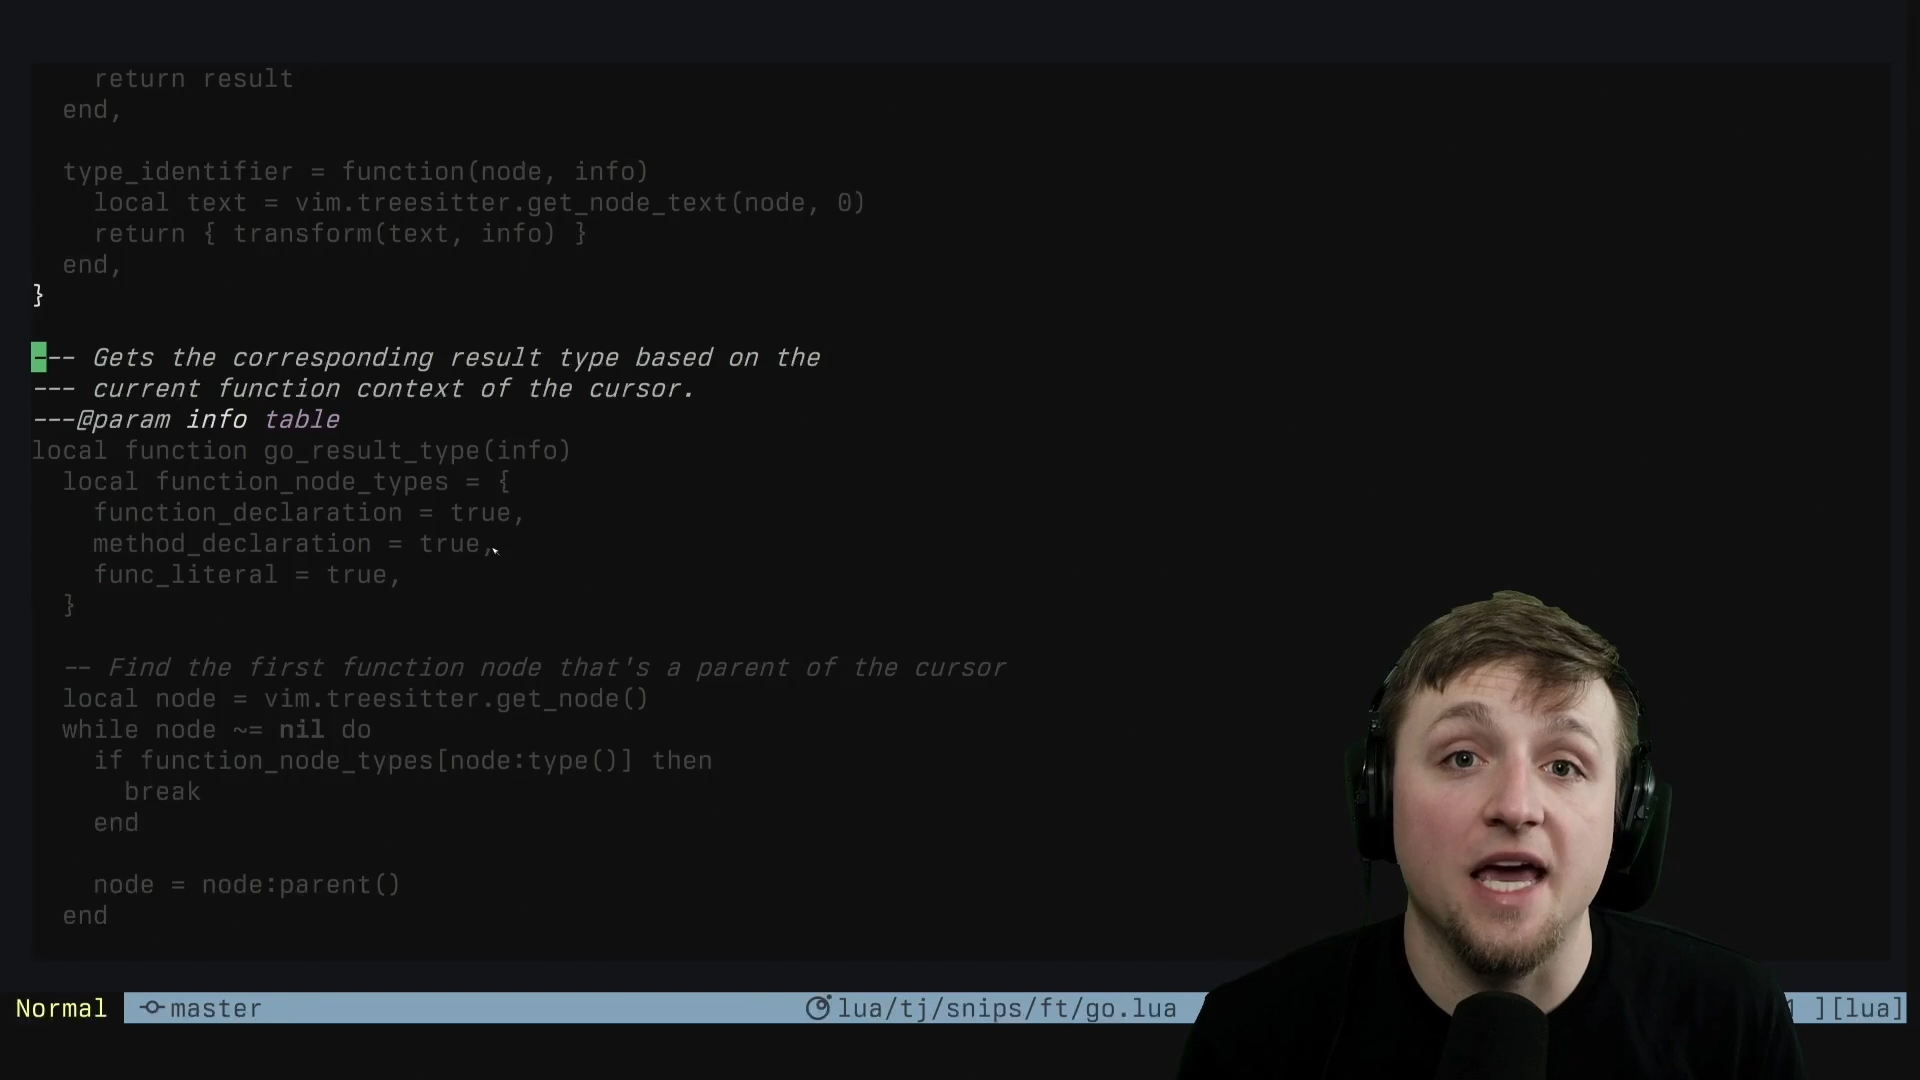 return result
  end,

  type_identifier = function(node, info)
    local text = vim.treesitter.get_node_text(node, 0)
    return { transform(text, info) }
  end,
}

--- Gets the corresponding result type based on the
--- current function context of the cursor.
---@param info table
local function go_result_type(info)
  local function_node_types = {
    function_declaration = true,
    method_declaration = true,
    func_literal = true,
  }

  -- Find the first function node that's a parent of the cursor
  local node = vim.treesitter.get_node()
  while node ~= nil do
    if function_node_types[node:type()] then
      break
    end

    node = node:parent()
  end

Normal master lua/tj/snips/ft/go.lua ][lua]